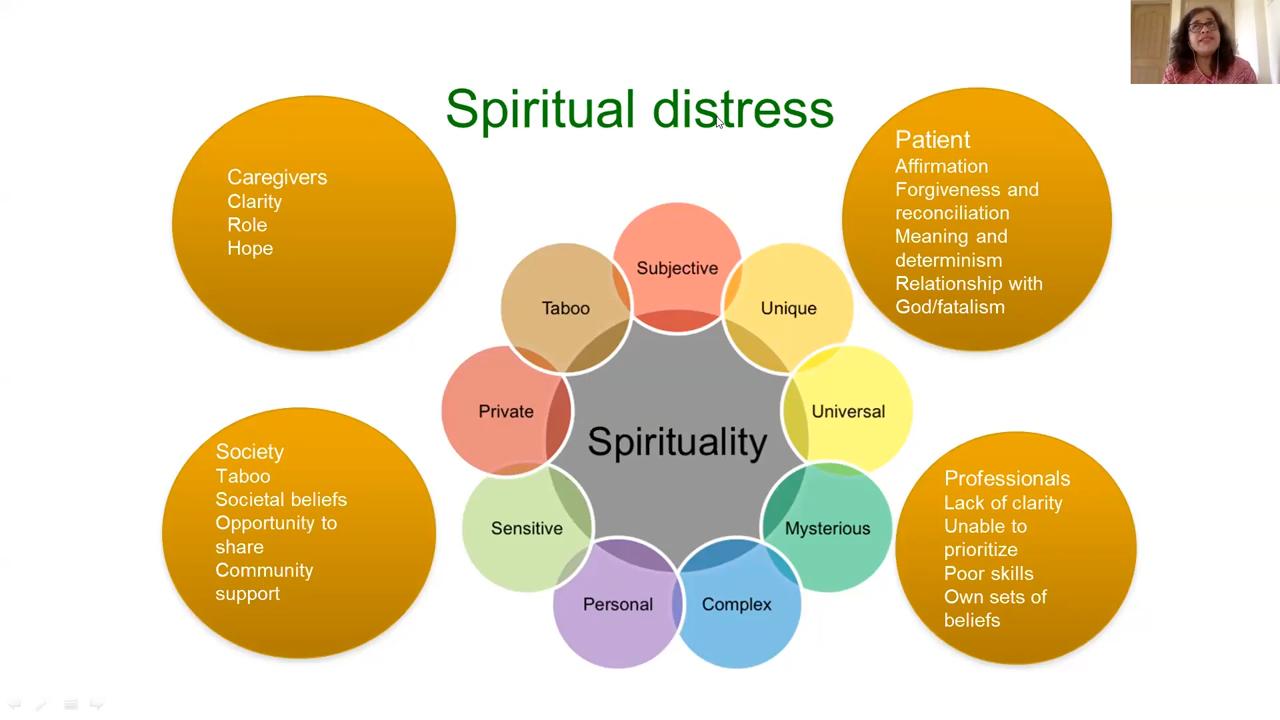 Spiritual distress
Caregivers
Clarity
Role
Hope
Patient
Affirmation
Forgiveness and
reconciliation
Meaning and
determinism
Relationship with
God/fatalism
Subjective
Unique
Universal
Mysterious
Complex
Personal
Sensitive
Private
Taboo
Spirituality
Society
Taboo
Societal beliefs
Opportunity to
share
Community
support
Professionals
Lack of clarity
Unable to
prioritize
Poor skills
Own sets of
beliefs